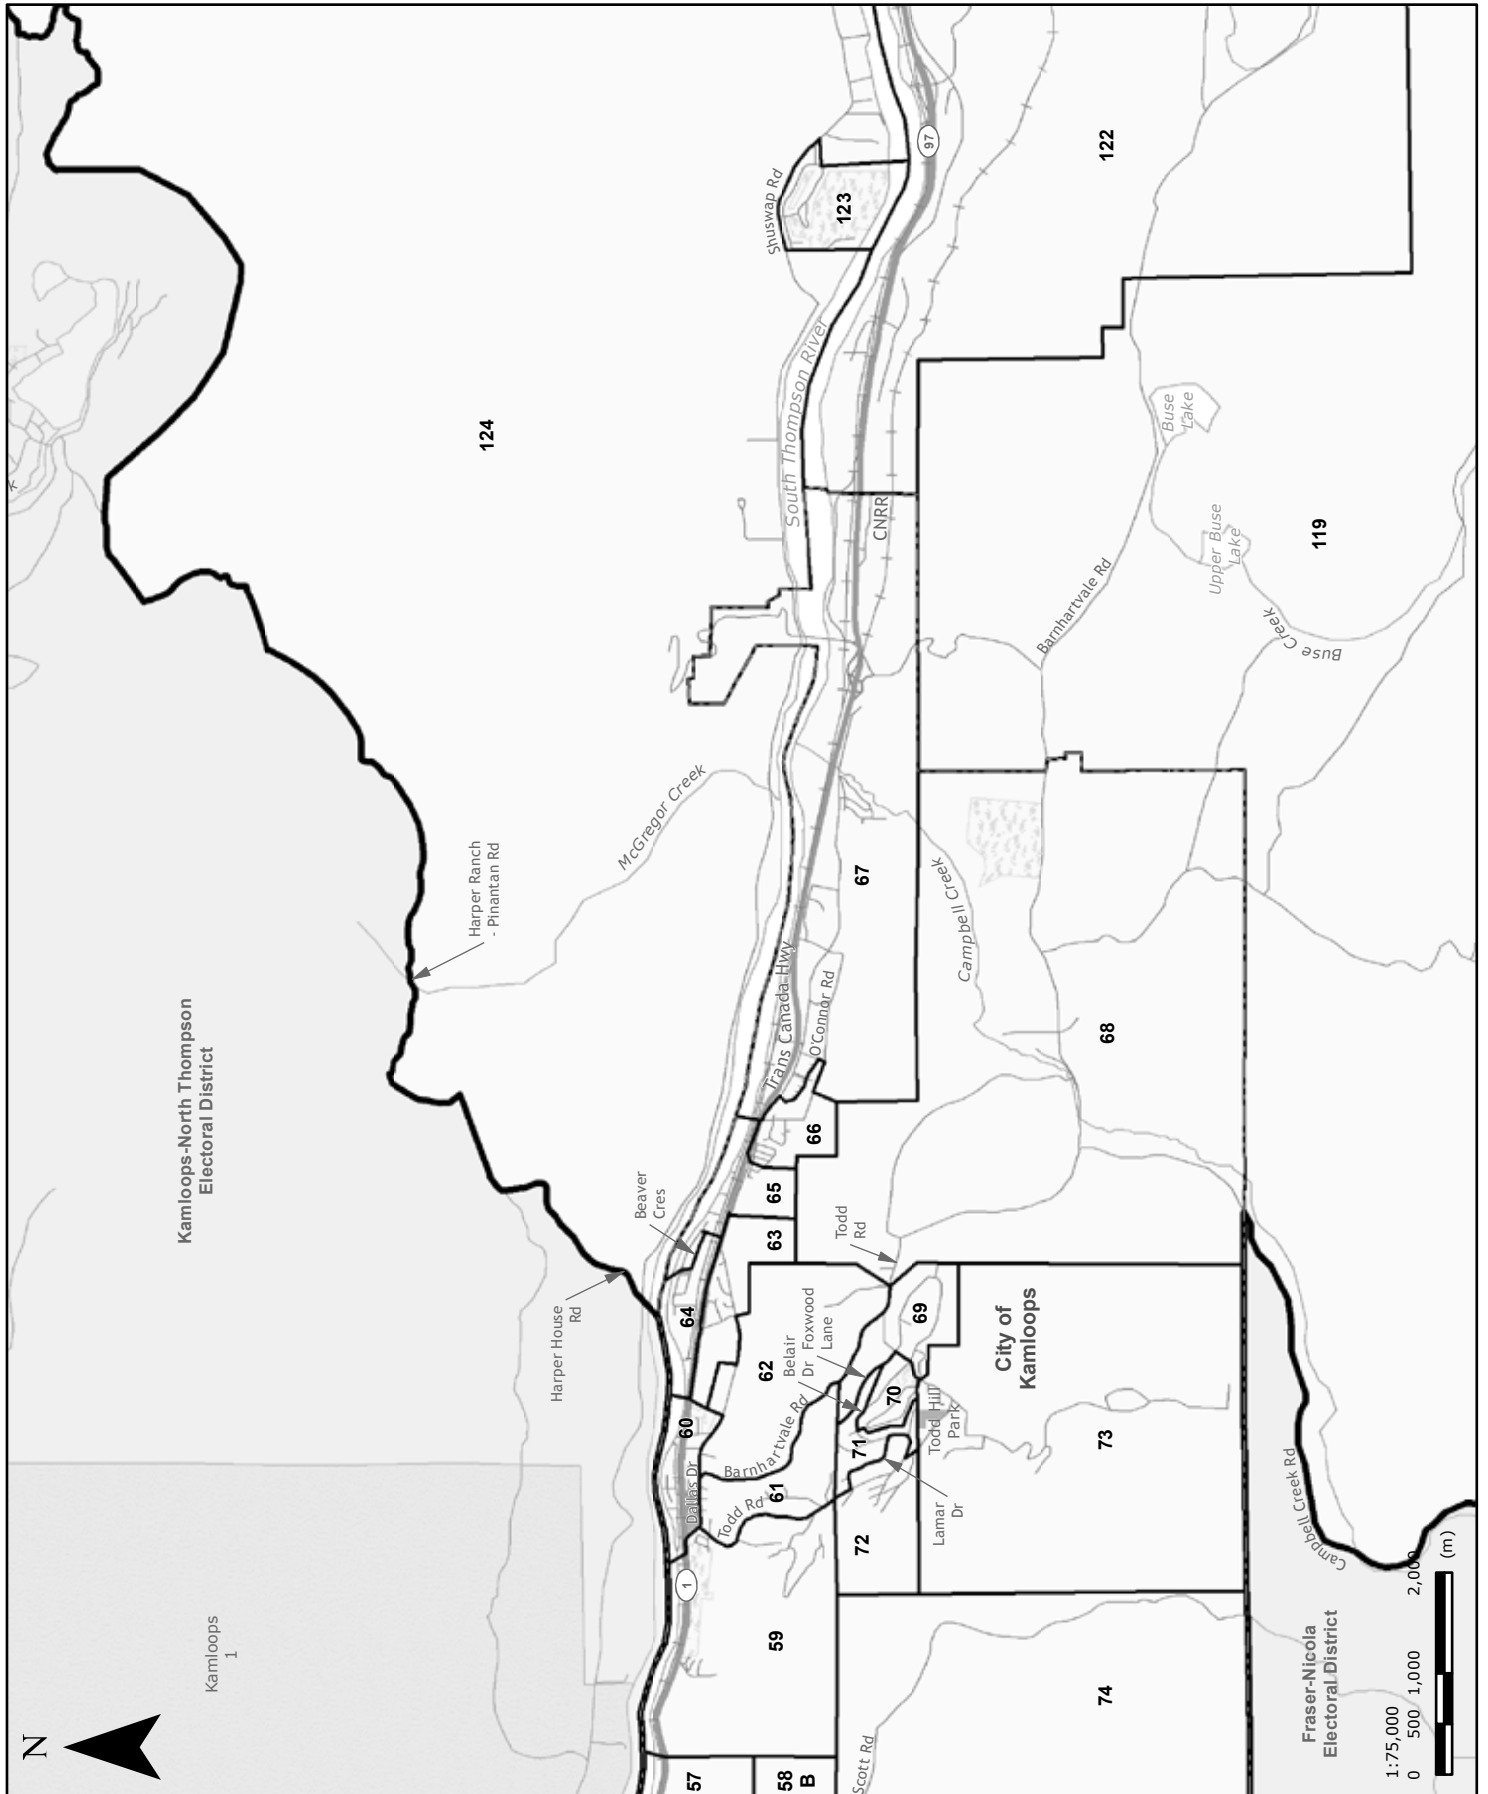 N
Kamloops
1
Kamloops-North Thompson
Electoral District
k
Harper Ranch
- Pinantan Rd
124
Harper House
Rd
McGregor Creek
Beaver
Cres
57
58
B
59
1
Dallas Dr
60
64
Todd Rd
61
Barnhartvale Rd
62
63
65
66
Trans Canada Hwy
O'Connor Rd
67
South Thompson River
CNRR
Shuswap Rd
123
97
122
Belair
Dr
Foxwood
Lane
Todd
Rd
Scott Rd
72
71
70
69
Lamar
Dr
Todd Hill
Park
City of
Kamloops
Campbell Creek
68
Barnhartvale Rd
Buse
Lake
Upper Buse
Lake
Buse Creek
119
74
73
Campbell Creek Rd
Fraser-Nicola
Electoral District
1:75,000
0 500 1,000 2,000
(m)